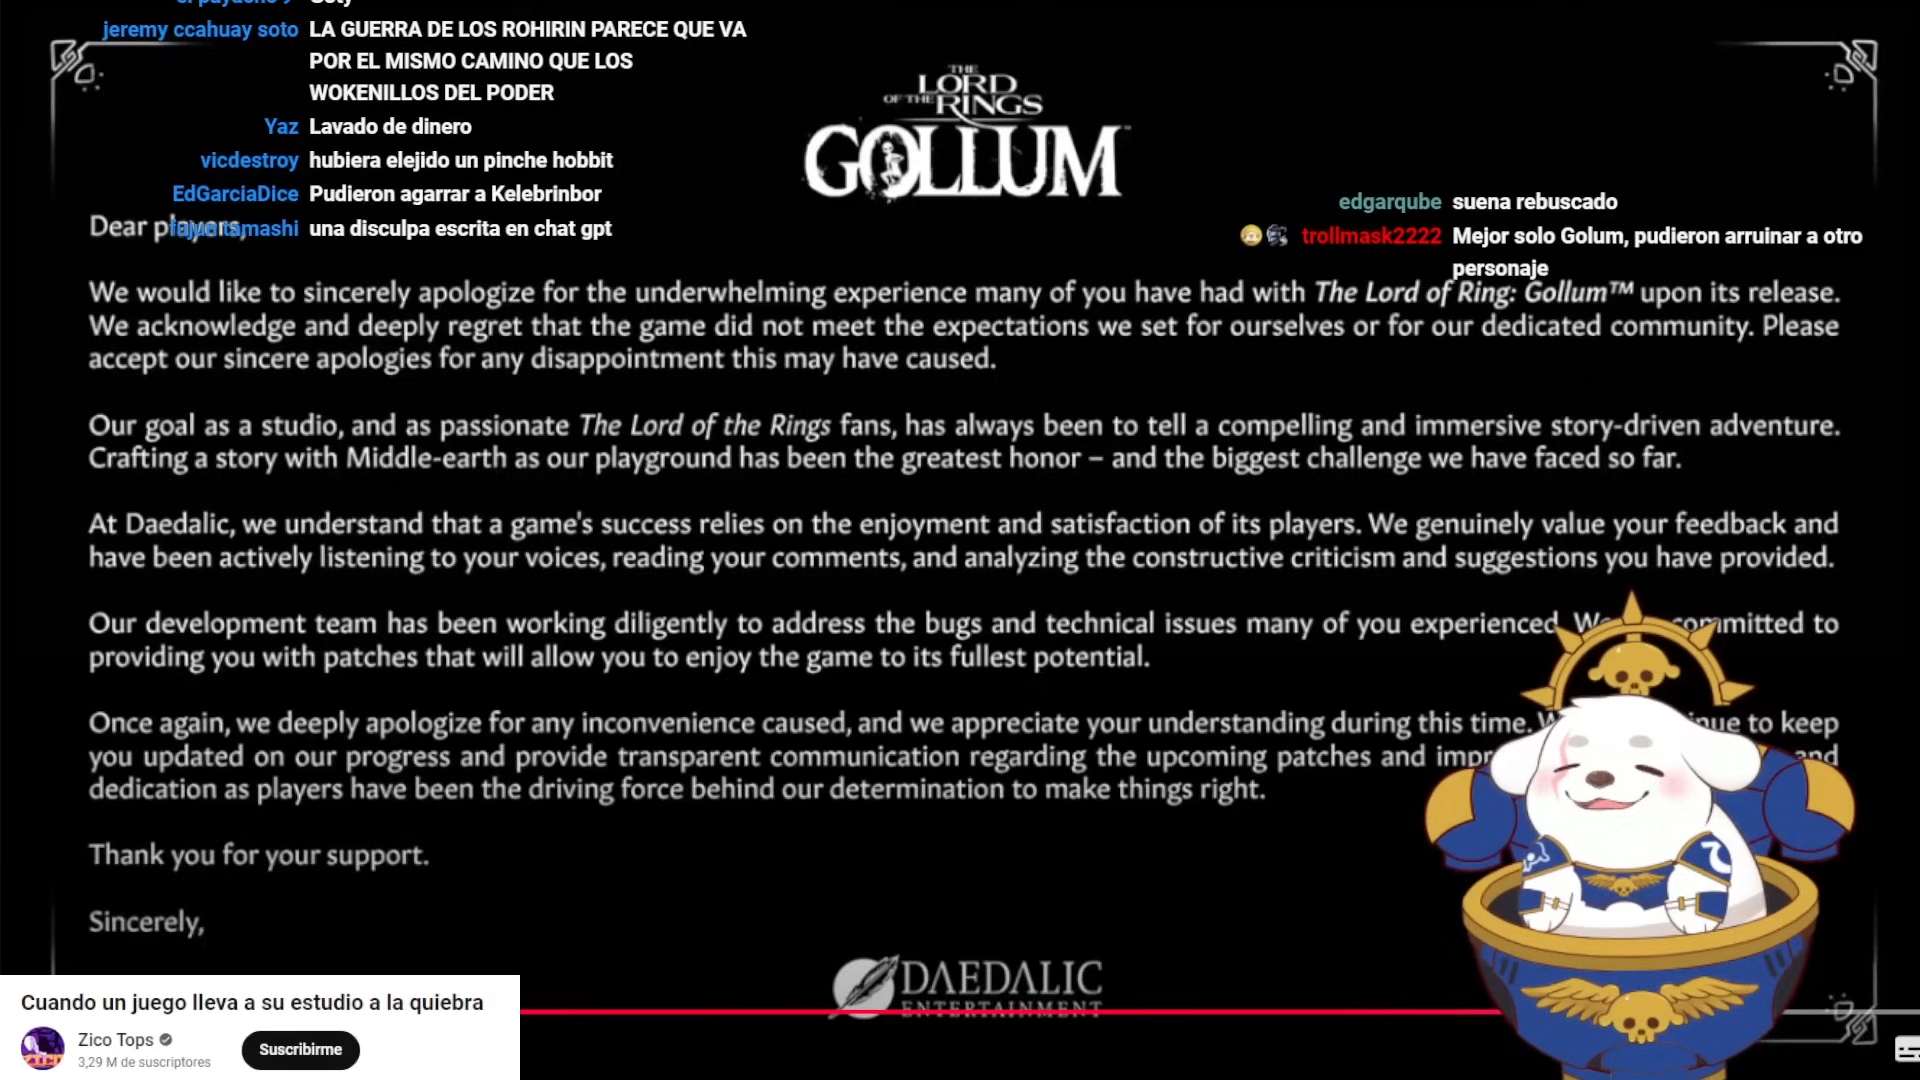 Goty
jeremy ccahuay soto LA GUERRA DE LOS ROHIRIN PARECE QUE VA
POR EL MISMO CAMINO QUE LOS
WOKENILLOS DEL PODER
Yaz Lavado de dinero
vicdestroy hubiera elejido un pinche hobbit
EdGarciaDice Pudieron agarrar a Kelebrinbor
tamashi una disculpa escrita en chat gpt
THE
LORD
OF THE RINGS
GOLLUM™
edgarqube suena rebuscado
trollmask2222 Mejor solo Golum, pudieron arruinar a otro
personaje
Dear players,
We would like to sincerely apologize for the underwhelming experience many of you have had with The Lord of Ring: Gollum™ upon its release.
We acknowledge and deeply regret that the game did not meet the expectations we set for ourselves or for our dedicated community. Please
accept our sincere apologies for any disappointment this may have caused.
Our goal as a studio, and as passionate The Lord of the Rings fans, has always been to tell a compelling and immersive story-driven adventure.
Crafting a story with Middle-earth as our playground has been the greatest honor – and the biggest challenge we have faced so far.
At Daedalic, we understand that a game's success relies on the enjoyment and satisfaction of its players. We genuinely value your feedback and
have been actively listening to your voices, reading your comments, and analyzing the constructive criticism and suggestions you have provided.
Our development team has been working diligently to address the bugs and technical issues many of you experienced. We committed to
providing you with patches that will allow you to enjoy the game to its fullest potential.
Once again, we deeply apologize for any inconvenience caused, and we appreciate your understanding during this time. to keep
you updated on our progress and provide transparent communication regarding the upcoming patches and and
dedication as players have been the driving force behind our determination to make things right.
Thank you for your support.
Sincerely,
DAEDALIC
ENTERTAINMENT
Cuando un juego lleva a su estudio a la quiebra
Zico Tops
3,29 M de suscriptores
Suscribirme